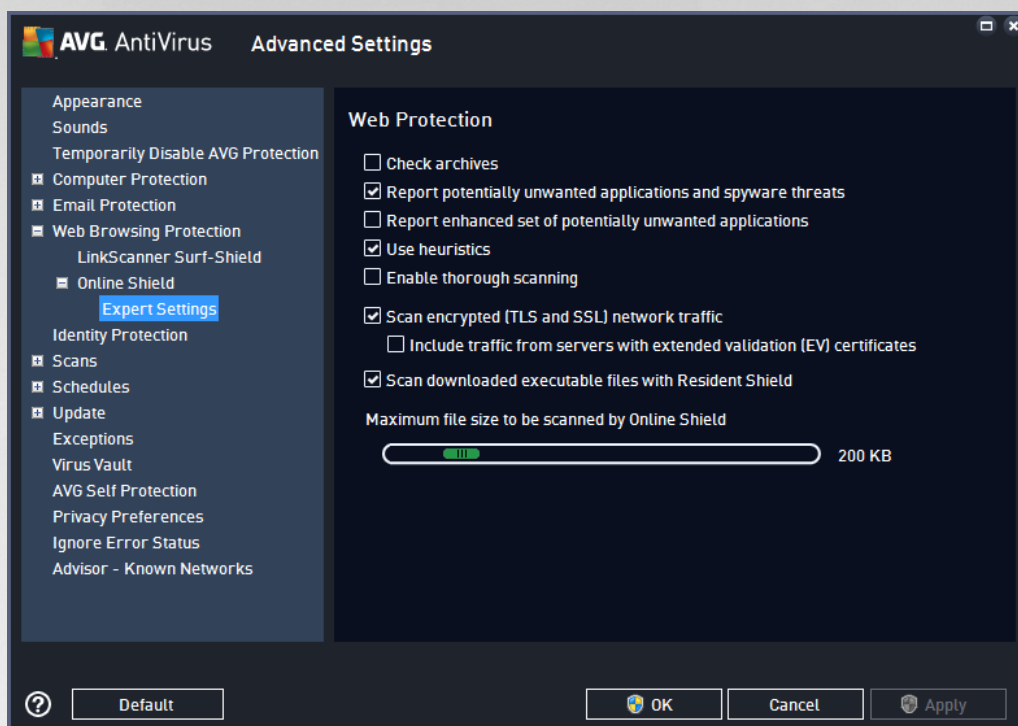 AVG. AntiVirus Advanced Settings
Appearance
Sounds
Temporarily Disable AVG Protection
Computer Protection
Email Protection
Web Browsing Protection
LinkScanner Surf-Shield
Online Shield
Expert Settings
Identity Protection
Scans
Schedules
Update
Exceptions
Virus Vault
AVG Self Protection
Privacy Preferences
Ignore Error Status
Advisor - Known Networks
Web Protection
Check archives
Report potentially unwanted applications and spyware threats
Report enhanced set of potentially unwanted applications
Use heuristics
Enable thorough scanning
Scan encrypted (TLS and SSL) network traffic
Include traffic from servers with extended validation (EV) certificates
Scan downloaded executable files with Resident Shield
Maximum file size to be scanned by Online Shield
200 KB
? Default OK Cancel Apply